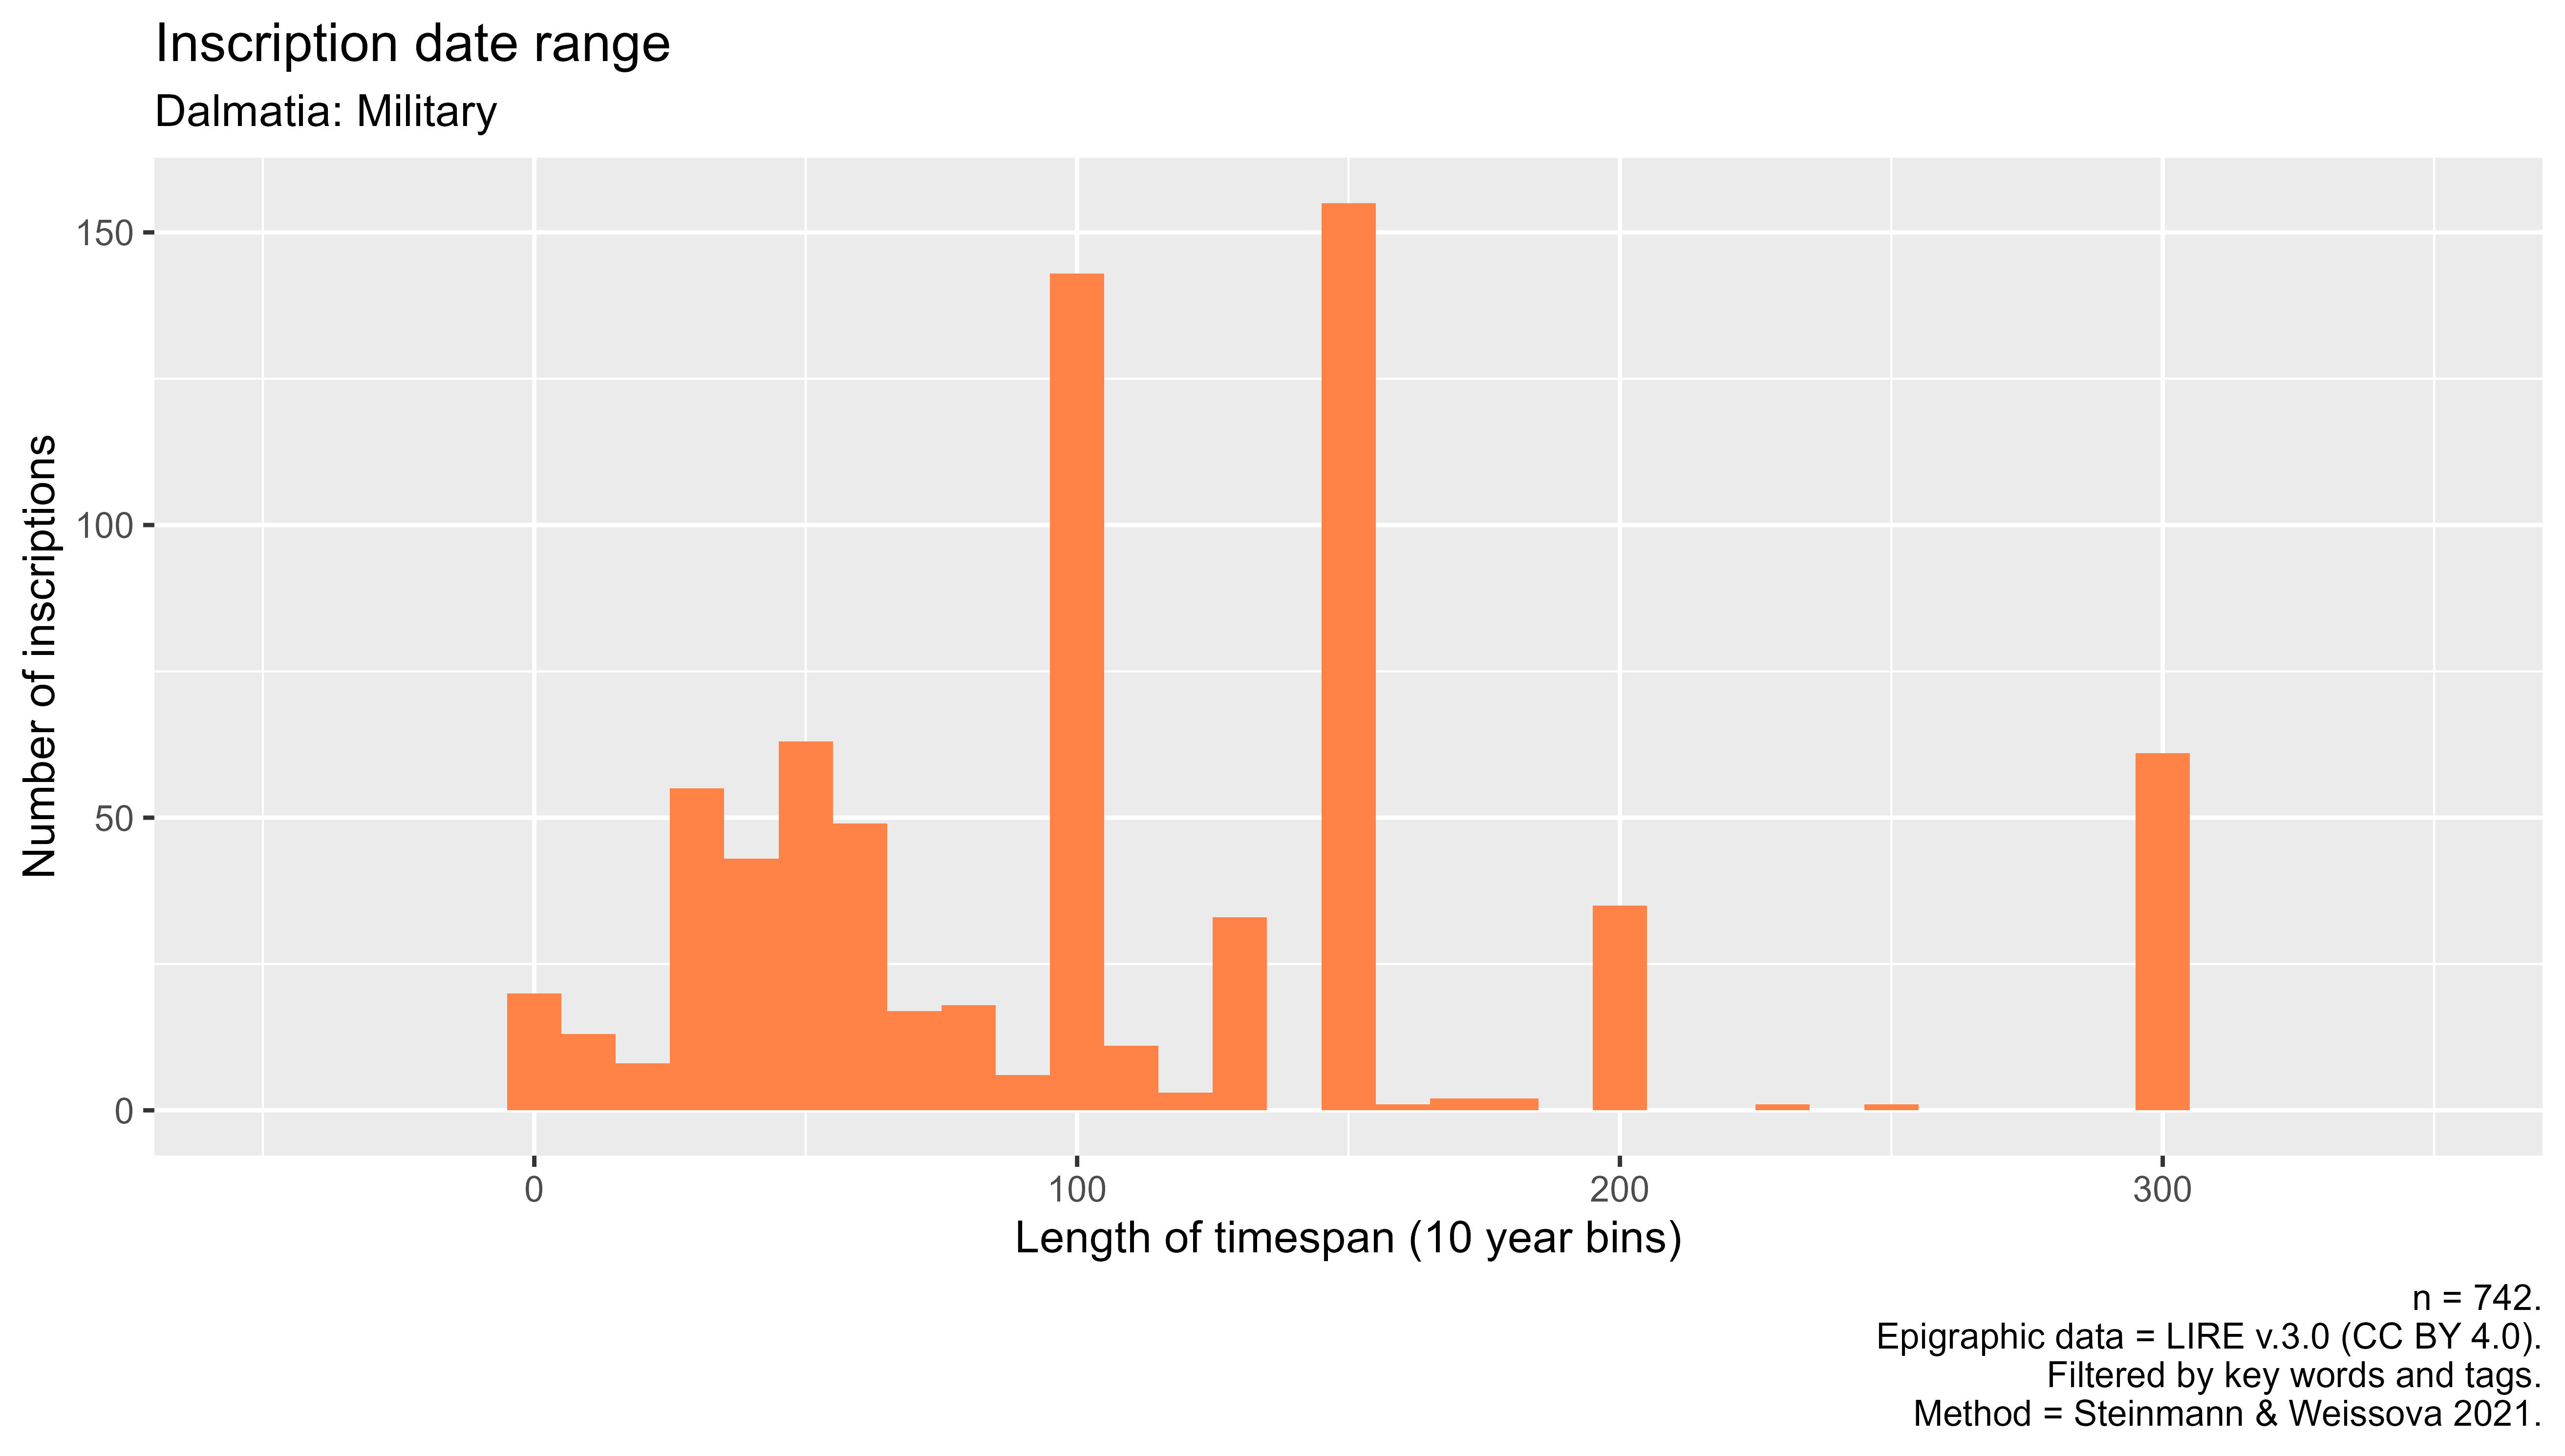 Inscription date range
Dalmatia: Military
Number of inscriptions
150
100
50
0
0 100 200 300
Length of timespan (10 year bins)
n = 742.
Epigraphic data = LIRE v.3.0 (CC BY 4.0).
Filtered by key words and tags.
Method = Steinmann & Weissova 2021.